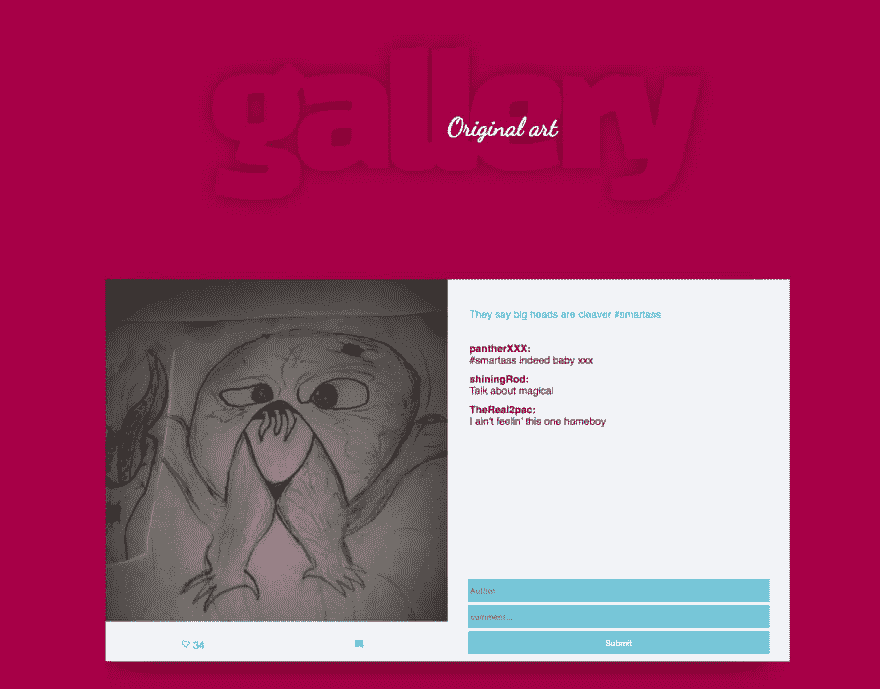 gallery
Original art
They say big heads are cleaver #smartass
pantherXXX:
#smartass indeed baby xxx
shiningRod:
Talk about magical
TheReal2pac:
I ain't feelin' this one homeboy
Author
comment...
34
Submit